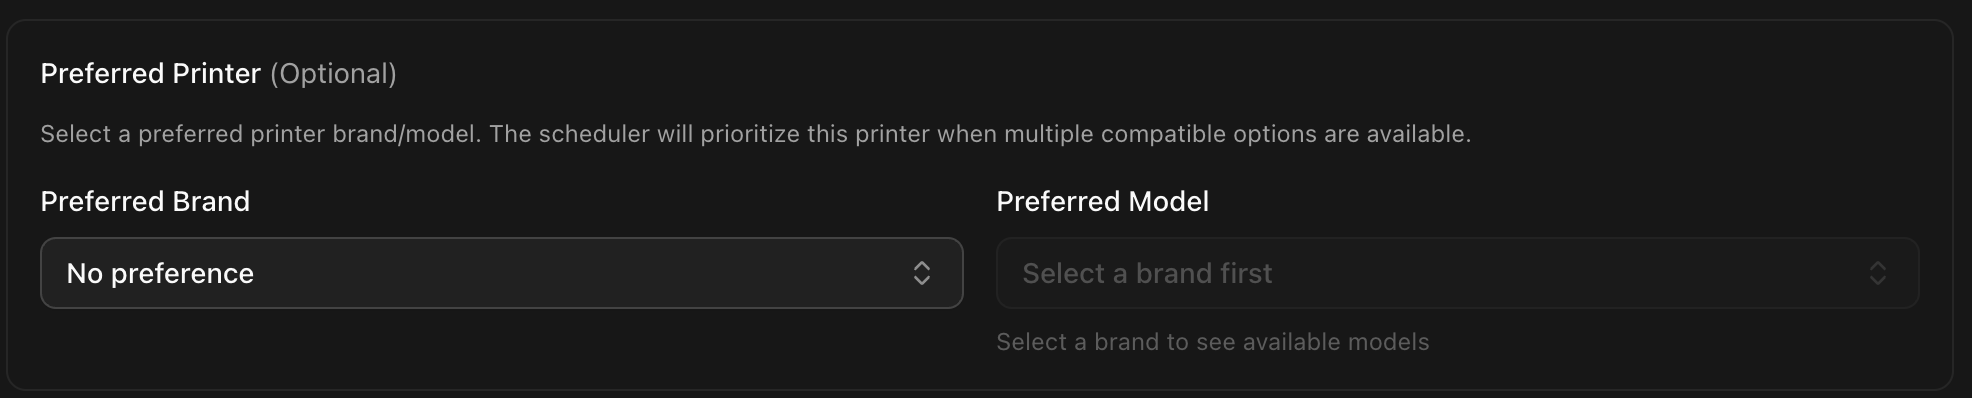 Preferred Printer (Optional)
Select a preferred printer brand/model. The scheduler will prioritize this printer when multiple compatible options are available.
Preferred Brand
No preference
Preferred Model
Select a brand first
Select a brand to see available models